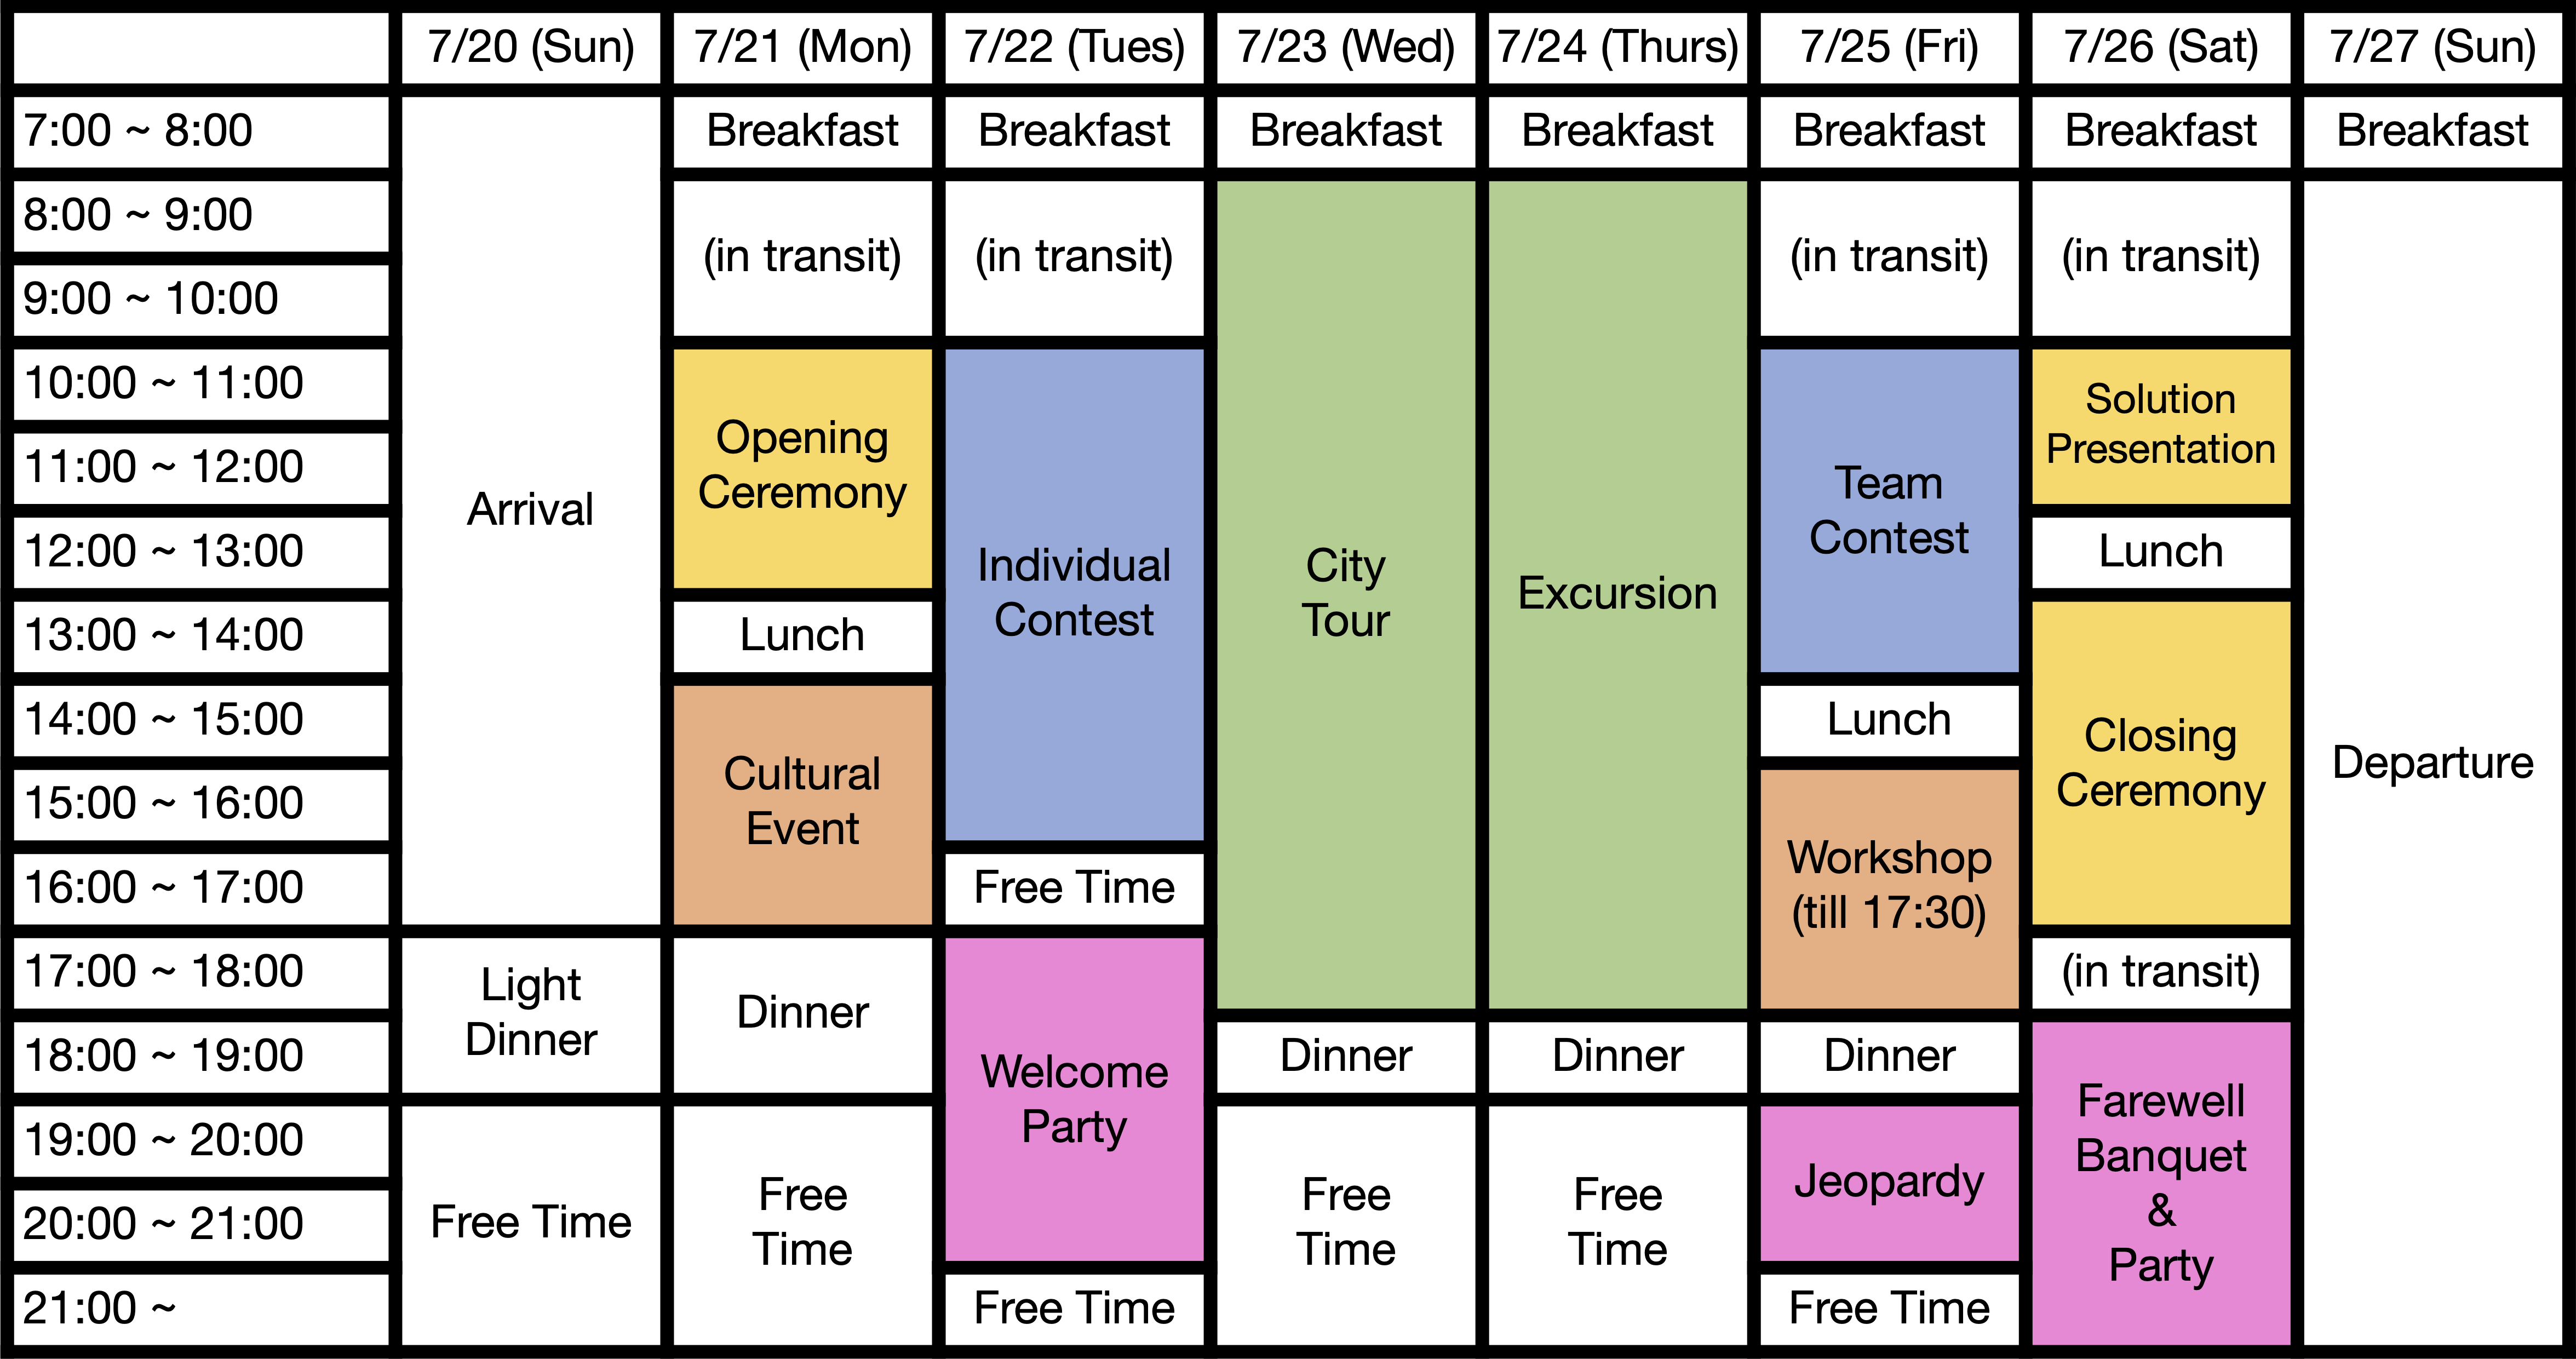 7/20 (Sun)
7/21 (Mon)
7/22 (Tues)
7/23 (Wed)
7/24 (Thurs)
7/25 (Fri)
7/26 (Sat)
7/27 (Sun)
7:00 ~ 8:00
Breakfast
Breakfast
Breakfast
Breakfast
Breakfast
Breakfast
Breakfast
8:00 ~ 9:00
(in transit)
(in transit)
(in transit)
(in transit)
9:00 ~ 10:00
10:00 ~ 11:00
Opening
Ceremony
Solution
Presentation
11:00 ~ 12:00
Arrival
Team
Contest
12:00 ~ 13:00
Individual
Contest
City
Tour
Excursion
Lunch
13:00 ~ 14:00
Lunch
14:00 ~ 15:00
Cultural
Event
Lunch
Closing
Ceremony
Departure
15:00 ~ 16:00
16:00 ~ 17:00
Free Time
Workshop
(till 17:30)
17:00 ~ 18:00
Light
Dinner
Dinner
(in transit)
18:00 ~ 19:00
Welcome
Party
Dinner
Dinner
Dinner
19:00 ~ 20:00
Farewell
Banquet
&
Party
20:00 ~ 21:00
Free Time
Free
Time
Free
Time
Free
Time
Jeopardy
21:00 ~
Free Time
Free Time